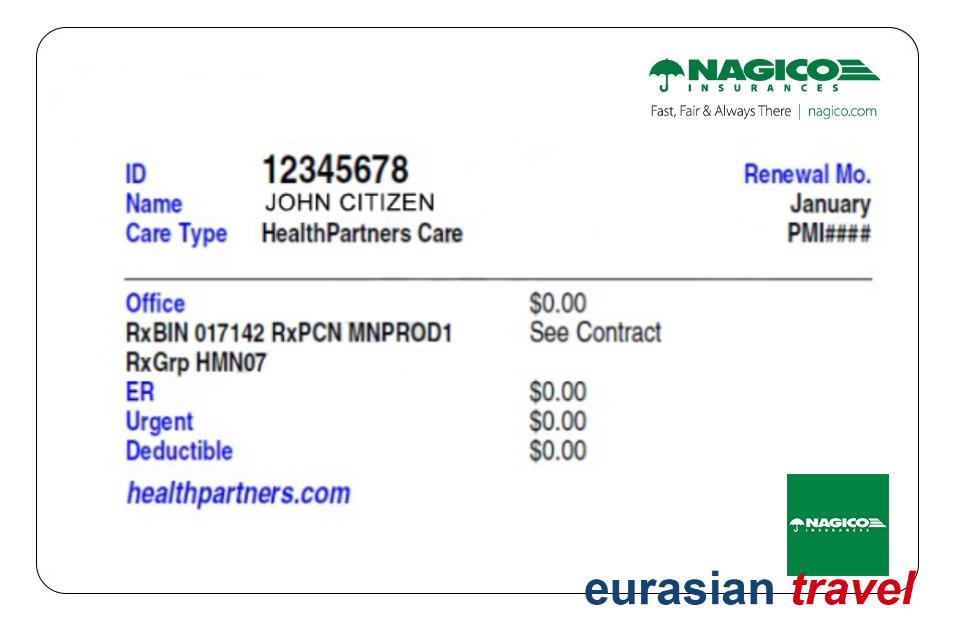 NAGICO
INSURANCES
Fast, Fair & Always There | nagico.com
ID 12345678 Renewal Mo.
Name JOHN CITIZEN January
Care Type HealthPartners Care PMI####
Office $0.00
RxBIN 017142 RxPCN MNPROD1 See Contract
RxGrp HMN07
ER $0.00
Urgent $0.00
Deductible $0.00
healthpartners.com
NAGICO
INSURANCES
eurasian travel